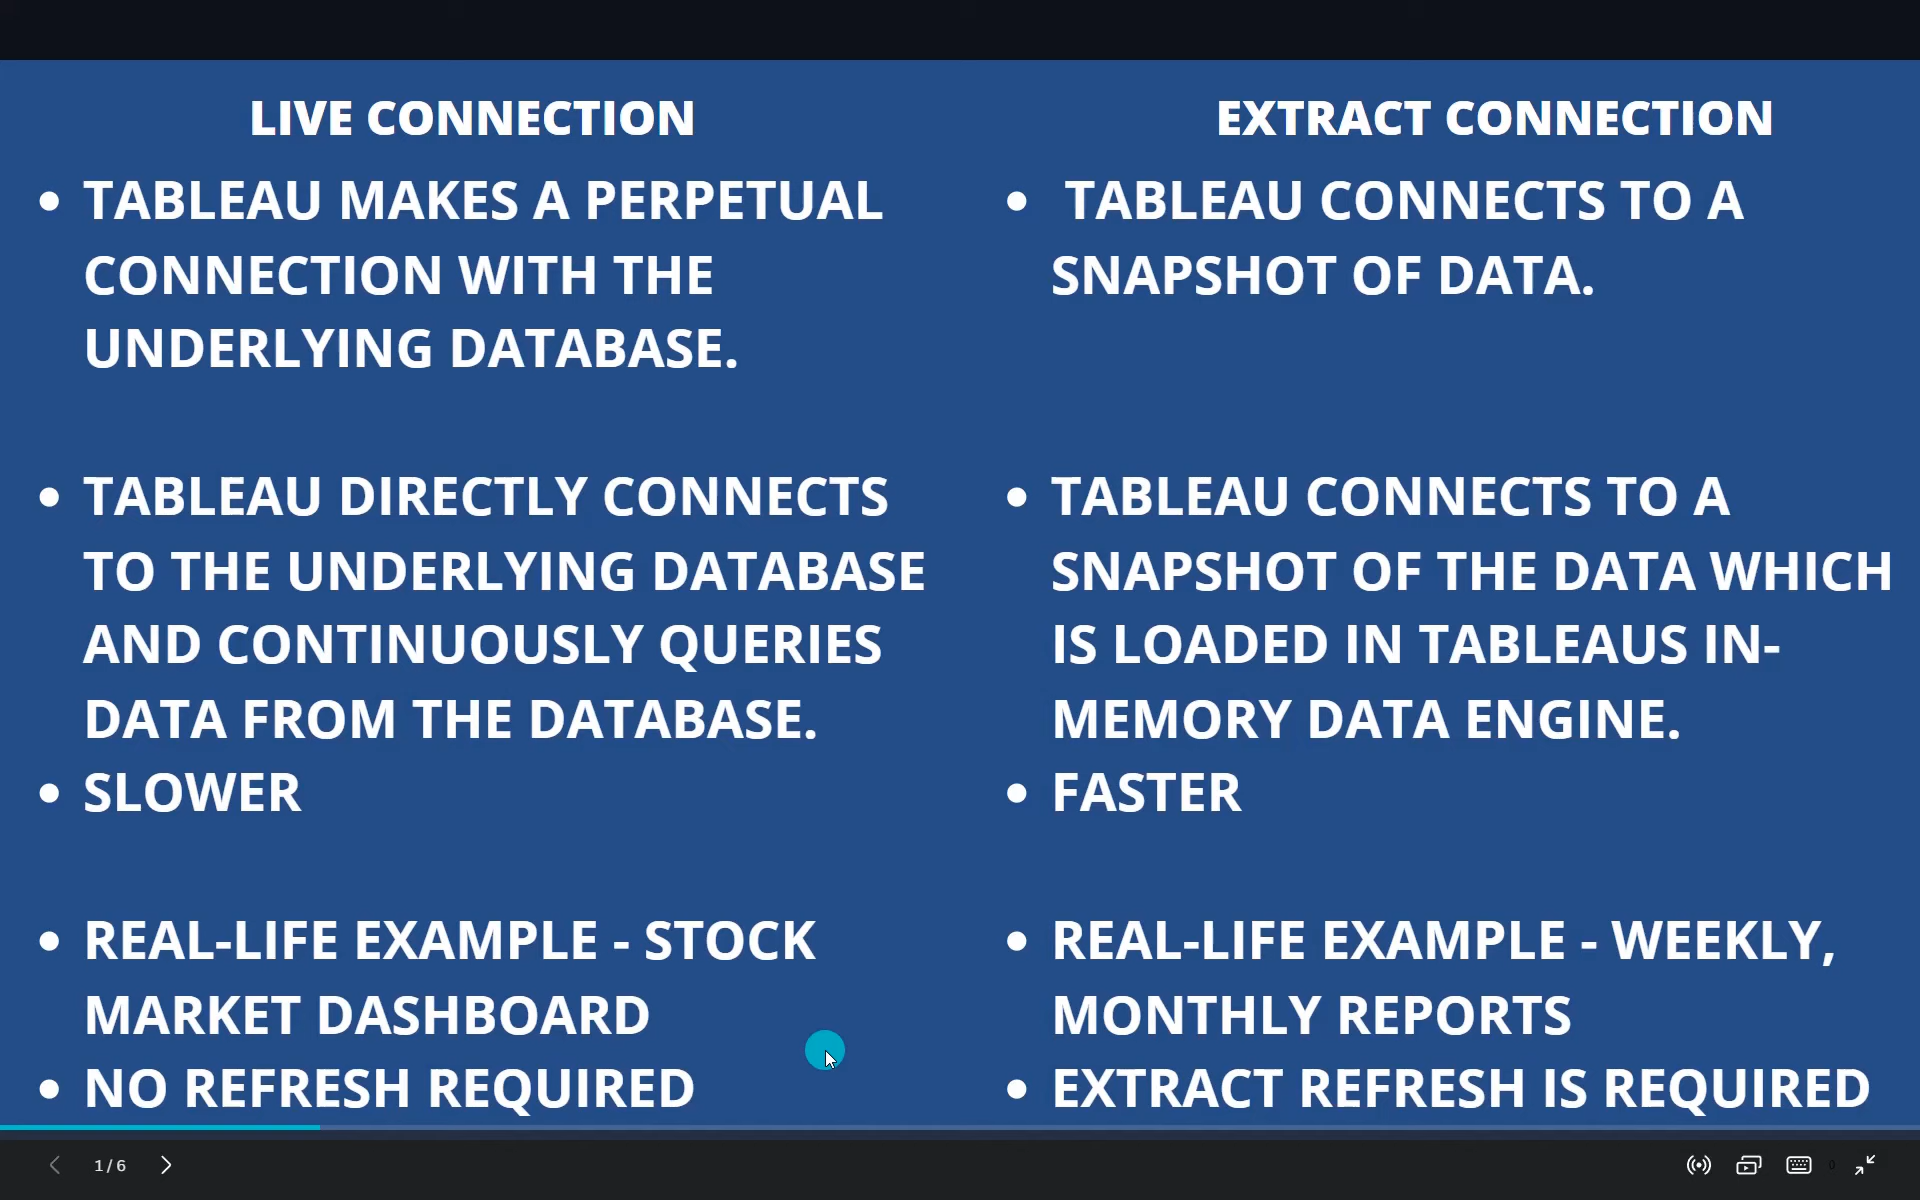 LIVE CONNECTION
• TABLEAU MAKES A PERPETUAL
CONNECTION WITH THE
UNDERLYING DATABASE.
• TABLEAU DIRECTLY CONNECTS
TO THE UNDERLYING DATABASE
AND CONTINUOUSLY QUERIES
DATA FROM THE DATABASE.
• SLOWER
• REAL-LIFE EXAMPLE - STOCK
MARKET DASHBOARD
• NO REFRESH REQUIRED
EXTRACT CONNECTION
• TABLEAU CONNECTS TO A
SNAPSHOT OF DATA.
• TABLEAU CONNECTS TO A
SNAPSHOT OF THE DATA WHICH
IS LOADED IN TABLEAUS IN-
MEMORY DATA ENGINE.
• FASTER
• REAL-LIFE EXAMPLE - WEEKLY,
MONTHLY REPORTS
• EXTRACT REFRESH IS REQUIRED
1 / 6
0